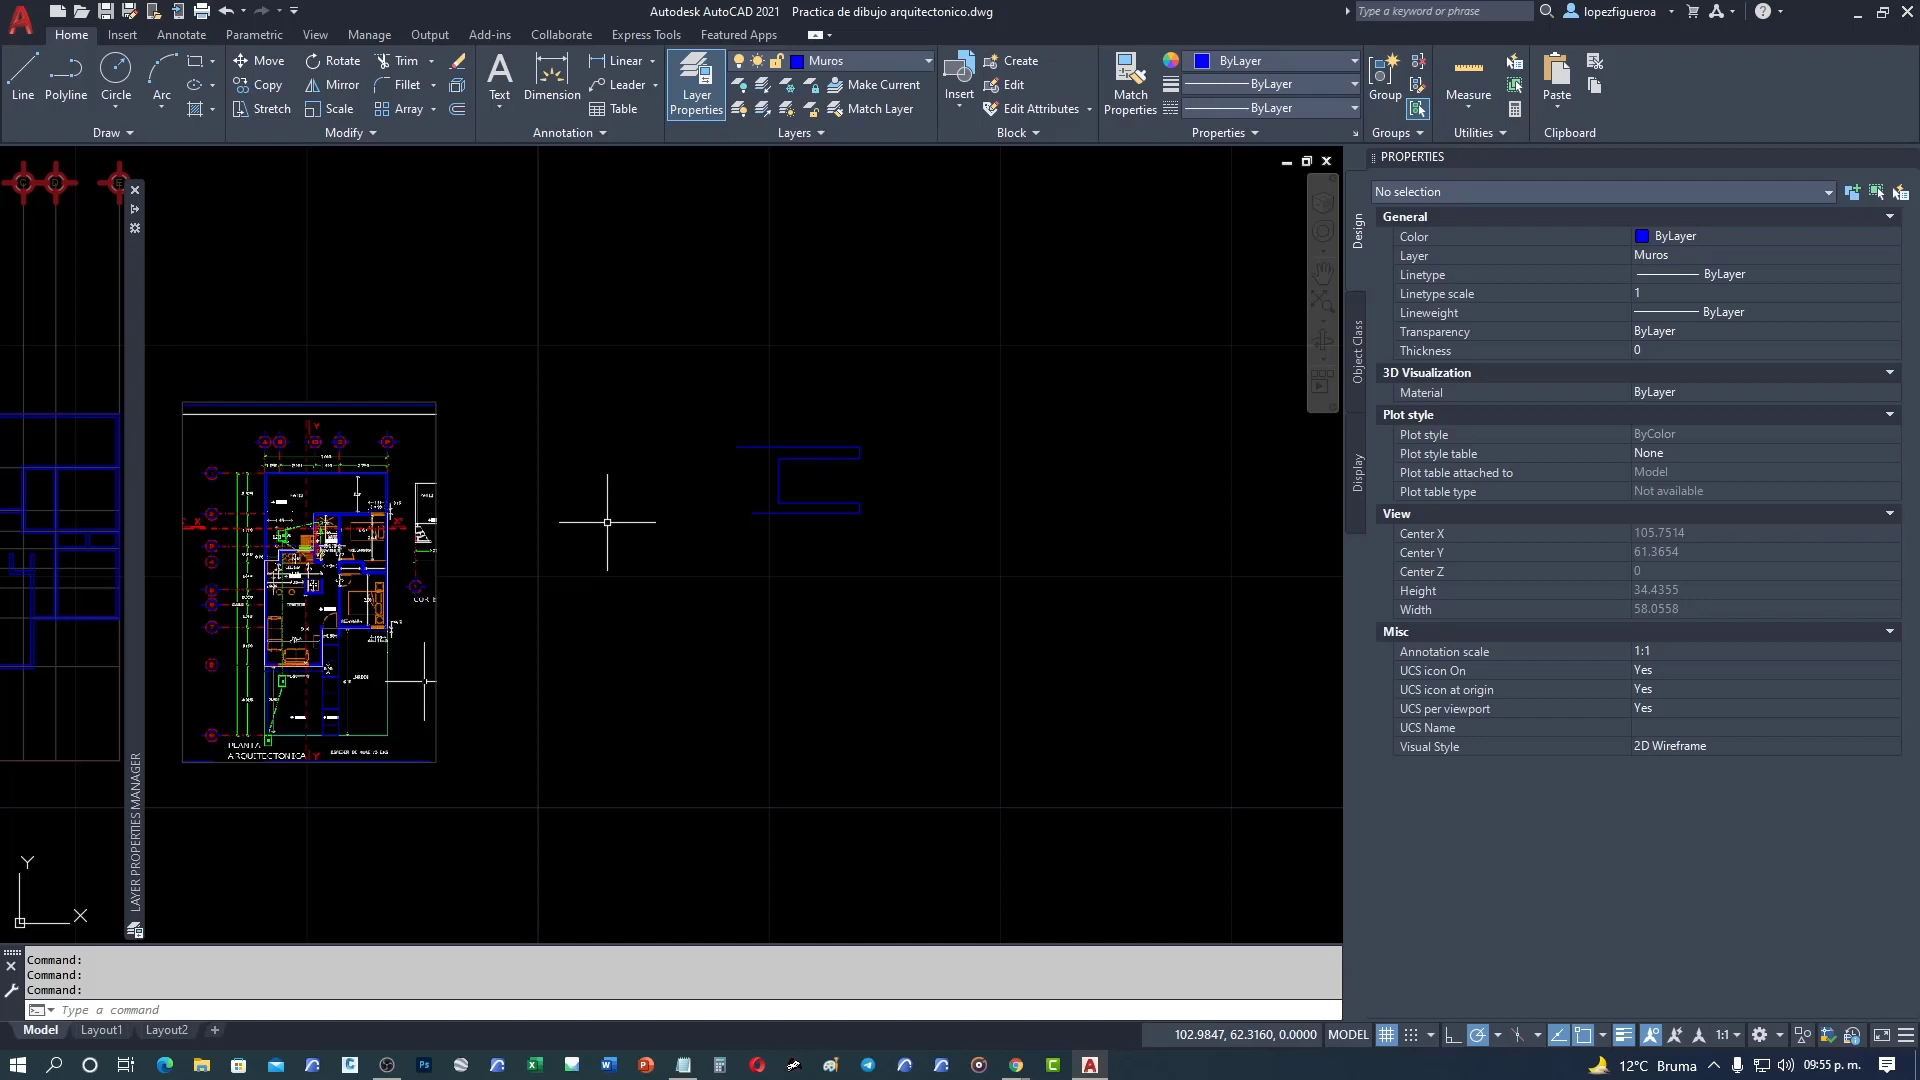 Autodesk AutoCAD 2021 Practica de dibujo arquitectonico.dwg
Type a keyword or phrase
lopezfigueroa
Home Insert Annotate Parametric View Manage Output Add-ins Collaborate Express Tools Featured Apps
Line Polyline Circle Arc
Move Rotate Trim
Copy Mirror Fillet
Stretch Scale Array
Text Dimension
Linear
Leader
Table
Layer Properties
Muros
Make Current
Match Layer
Insert
Create
Edit
Edit Attributes
Match Properties
ByLayer
ByLayer
ByLayer
Group
Measure
Paste
Draw Modify Annotation Layers Block Properties Groups Utilities Clipboard
PROPERTIES
No selection
Design
Object Class
Display
General
Color ByLayer
Layer Muros
Linetype ByLayer
Linetype scale 1
Lineweight ByLayer
Transparency ByLayer
Thickness 0
3D Visualization
Material ByLayer
Plot style
Plot style ByColor
Plot style table None
Plot table attached to Model
Plot table type Not available
View
Center X 105.7514
Center Y 61.3654
Center Z 0
Height 34.4355
Width 58.0558
Misc
Annotation scale 1:1
UCS icon On Yes
UCS icon at origin Yes
UCS per viewport Yes
UCS Name
Visual Style 2D Wireframe
LAYER PROPERTIES MANAGER
PLANTA
ARQUITECTONICA
Y
X
Command:
Command:
Command:
Type a command
Model Layout1 Layout2
102.9847, 62.3160, 0.0000 MODEL 1:1
12°C Bruma 09:55 p. m.